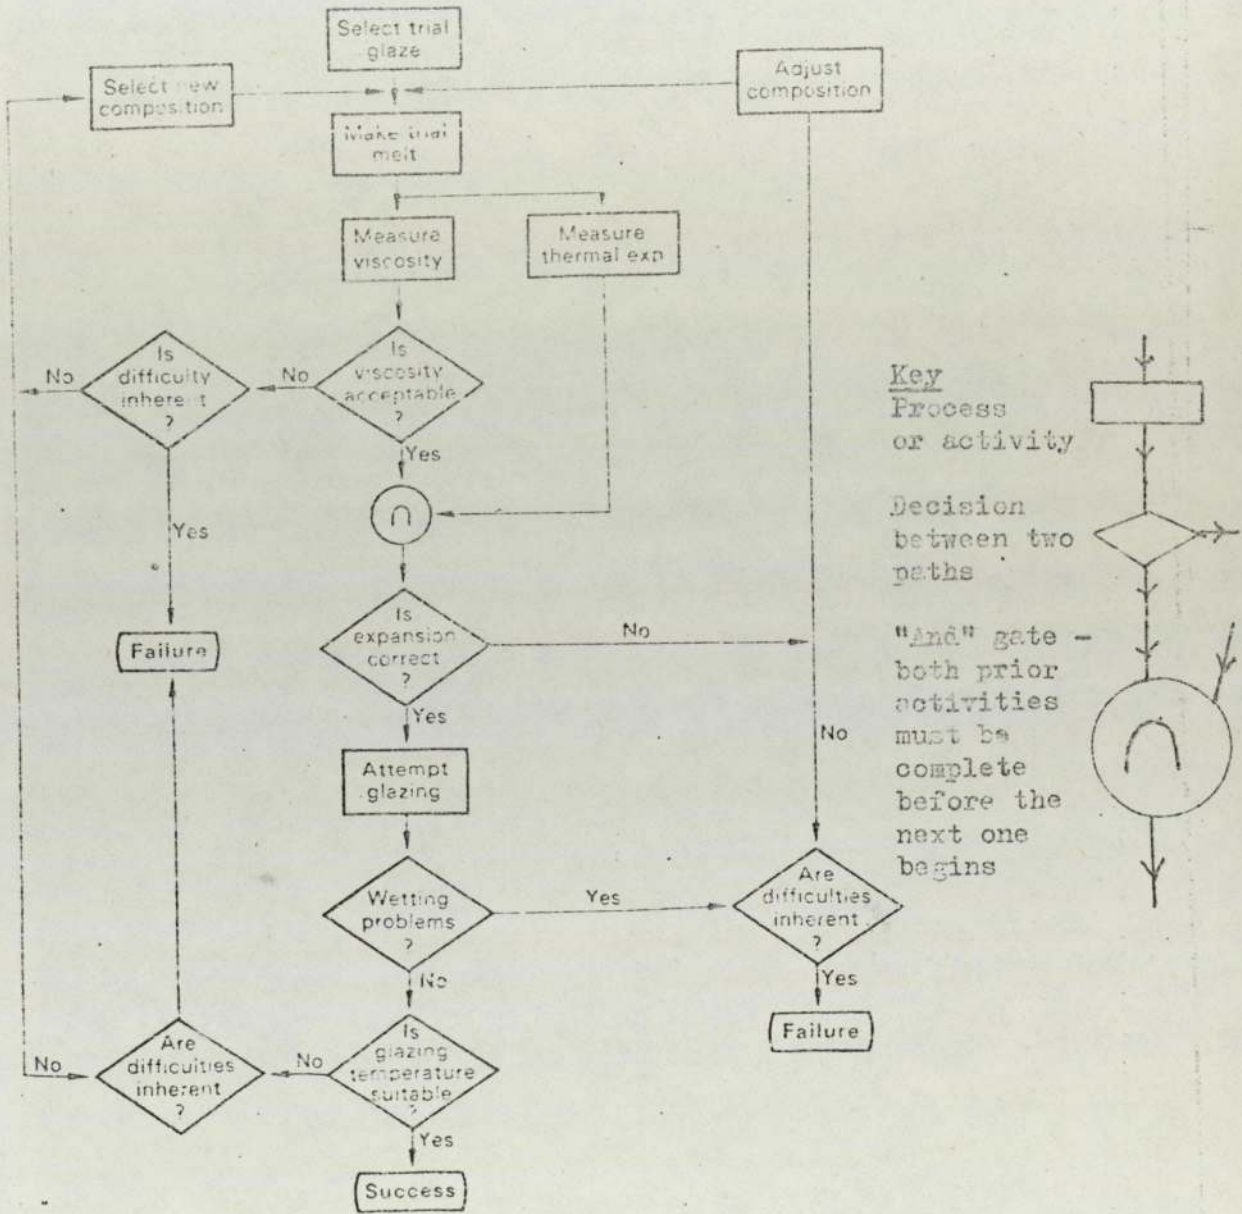 Select trial
glaze
Select new
composition
Adjust
composition
Make trial
melt
Measure
viscosity
Measure
thermal exp
Is
difficulty
inherent
?
No
No
Is
viscosity
acceptable
?
Yes
Yes
∩
Failure
Is
expansion
correct
?
No
Yes
Attempt
glazing
No
Wetting
problems
?
Yes
Are
difficulties
inherent
?
No
Yes
Failure
Are
difficulties
inherent
?
No
No
Is
glazing
temperature
suitable
?
Yes
Success
Key
Process
or activity
Decision
between two
paths
"And" gate -
both prior
activities
must be
complete
before the
next one
begins